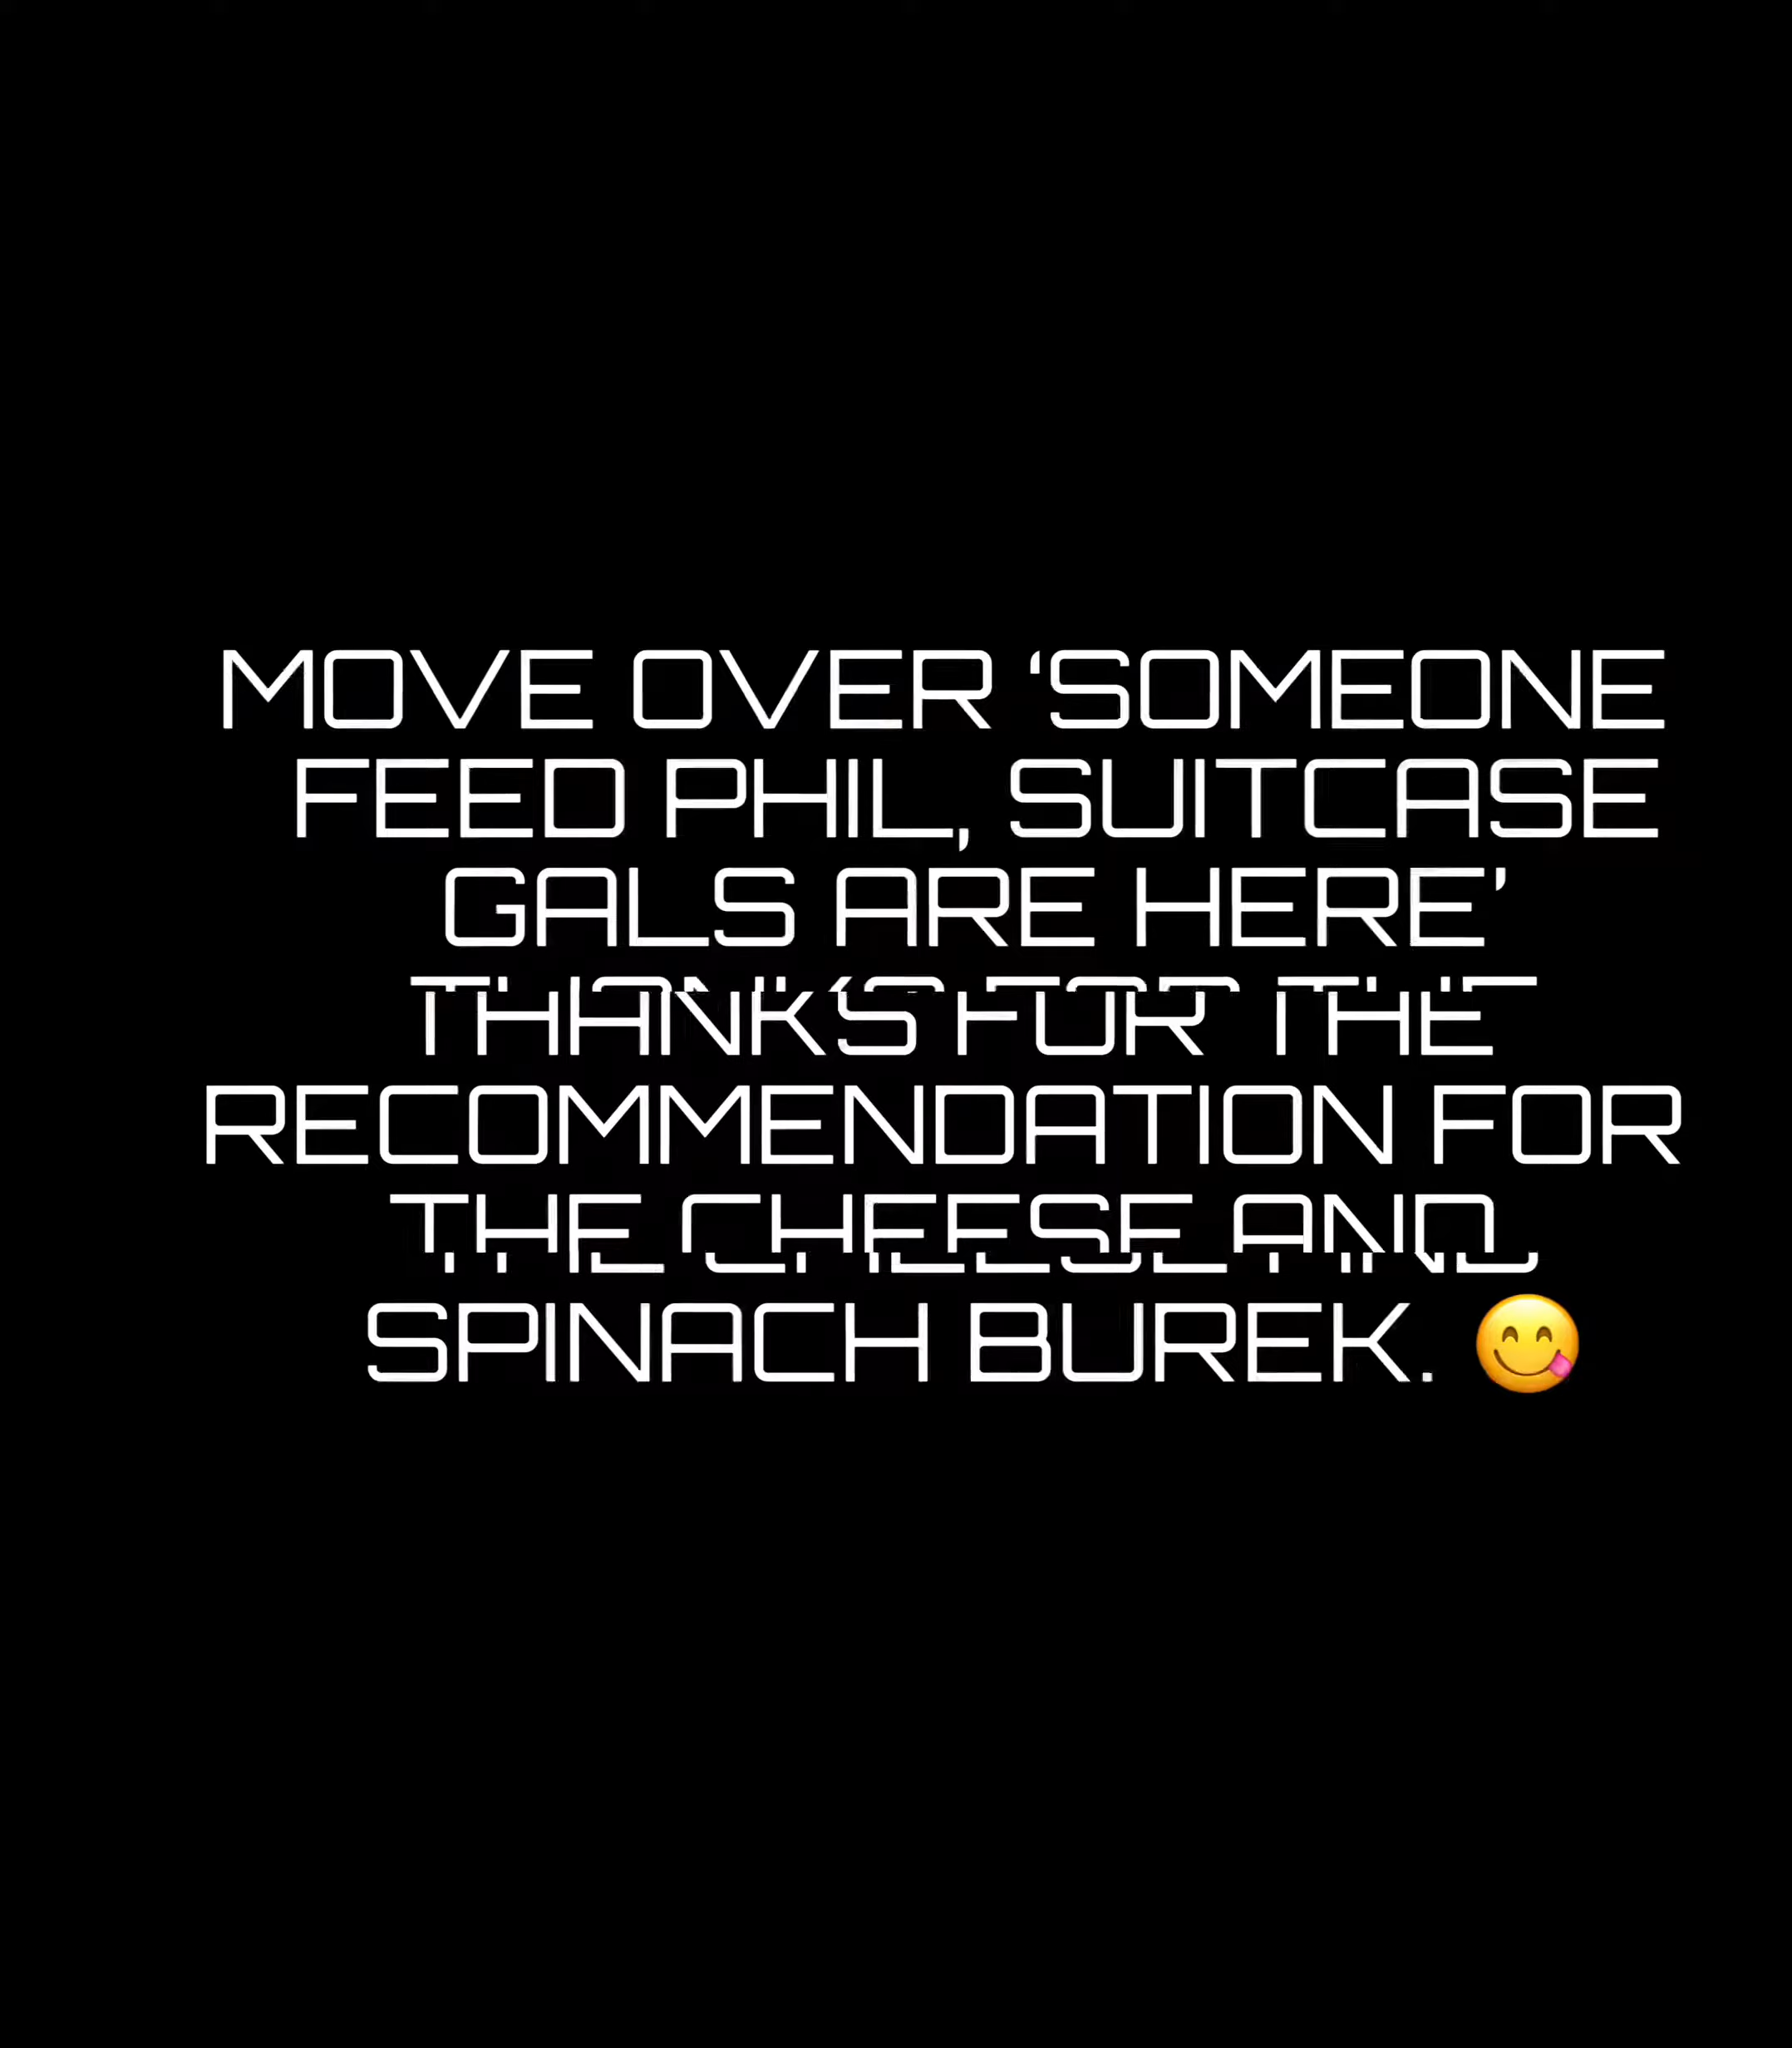 MOVE OVER ‘SOMEONE
FEED PHIL, SUITCASE
GALS ARE HERE’
THANKS FOR THE
RECOMMENDATION FOR
THE CHEESE AND
SPINACH BUREK. 😋